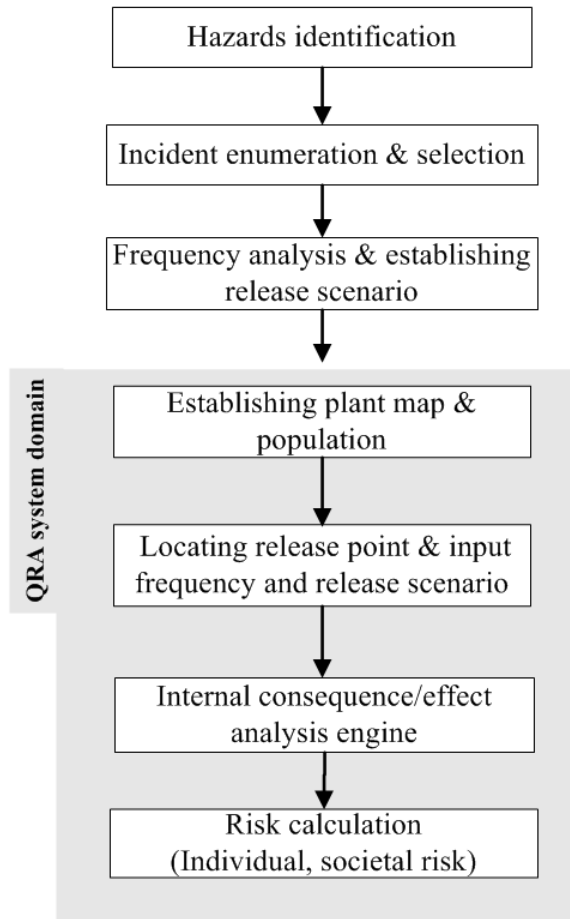 Hazards identification
Incident enumeration & selection
Frequency analysis & establishing
release scenario
QRA system domain
Establishing plant map &
population
Locating release point & input
frequency and release scenario
Internal consequence/effect
analysis engine
Risk calculation
(Individual, societal risk)